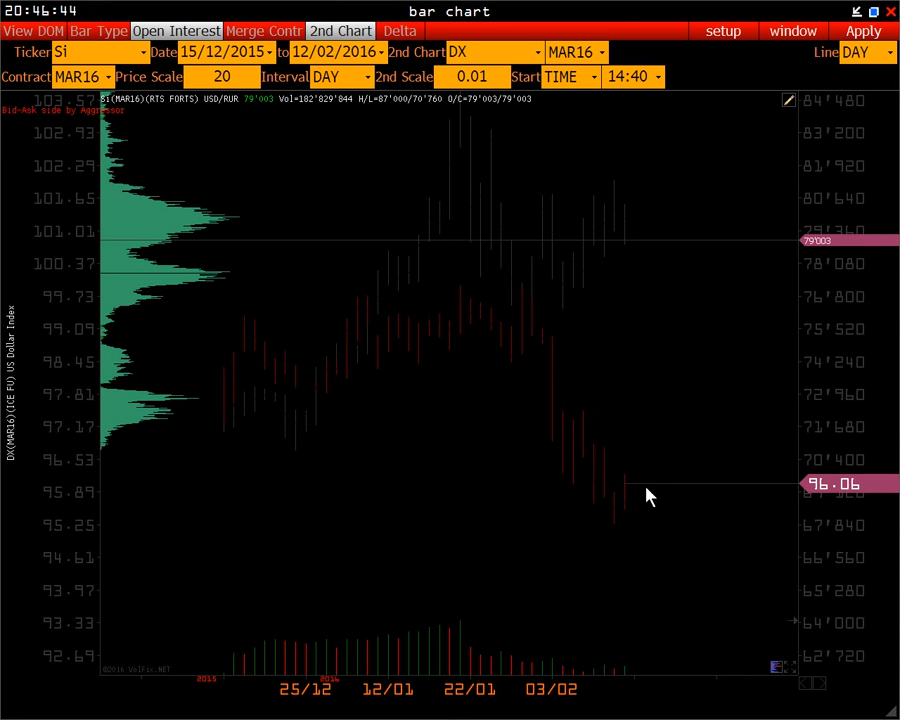 20:46:44 bar chart
View DOM Bar Type Open Interest Merge Contr 2nd Chart Delta setup window Apply
Ticker Si Date 15/12/2015 to 12/02/2016 2nd Chart DX MAR16 Line DAY
Contract MAR16 Price Scale 20 Interval DAY 2nd Scale 0.01 Start TIME 14:40
Si(MAR16)(RTS FORTS) USD/RUR 79'003 Vol=182'829'844 H/L=87'000/70'760 O/C=79'003/79'003
Bid-Ask side by Aggressor
103.57 84'480
102.93 83'200
102.29 81'920
101.65 80'640
101.01 79'360
79'003
100.37 78'080
99.73 76'800
99.09 75'520
98.45 74'240
97.81 72'960
97.17 71'680
96.53 70'400
96.06
95.89
95.25 67'840
94.61 66'560
93.97 65'280
93.33 64'000
92.69 62'720
DX(MAR16)(ICE FU) US Dollar Index
©2016 VolFix.NET
2015 2016
25/12 12/01 22/01 03/02